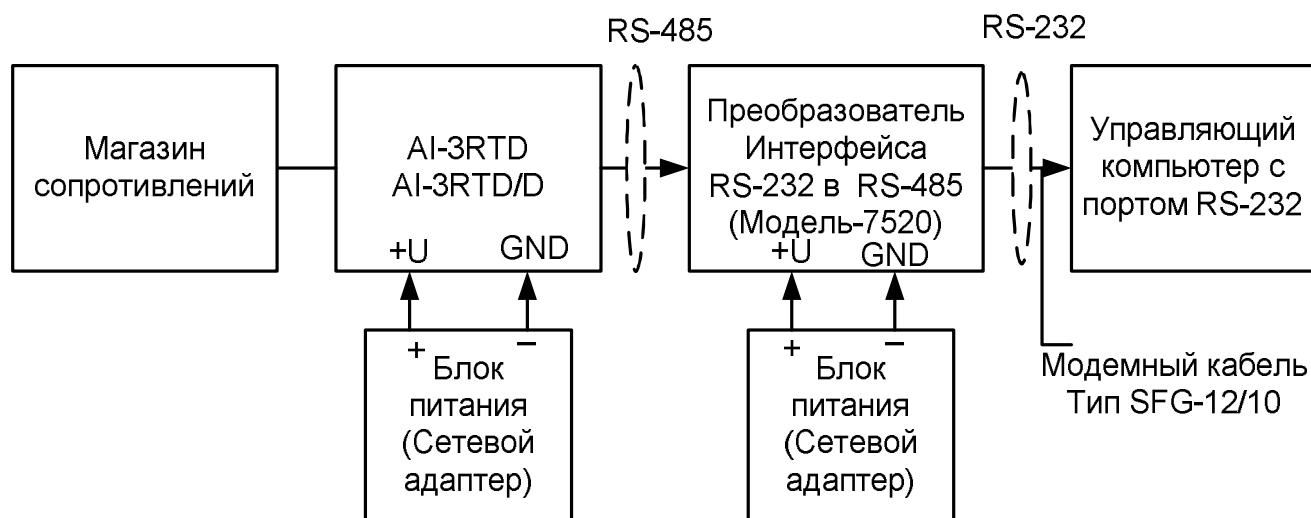 RS-485
RS-232
Магазин
сопротивлений
AI-3RTD
AI-3RTD/D
+U
GND
Преобразователь
Интерфейса
RS-232 в RS-485
(Модель-7520)
+U
GND
Управляющий
компьютер с
портом RS-232
+
–
Блок
питания
(Сетевой
адаптер)
+
–
Блок
питания
(Сетевой
адаптер)
Модемный кабель
Тип SFG-12/10